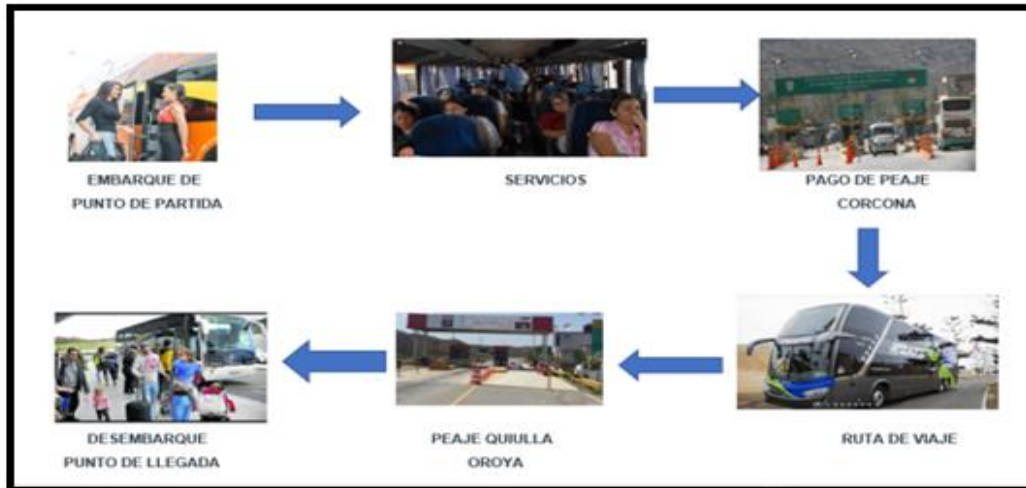 EMBARQUE DE
PUNTO DE PARTIDA
SERVICIOS
PAGO DE PEAJE
CORCONA
RUTA DE VIAJE
PEAJE QUIULLA
OROYA
DESEMBARQUE
PUNTO DE LLEGADA